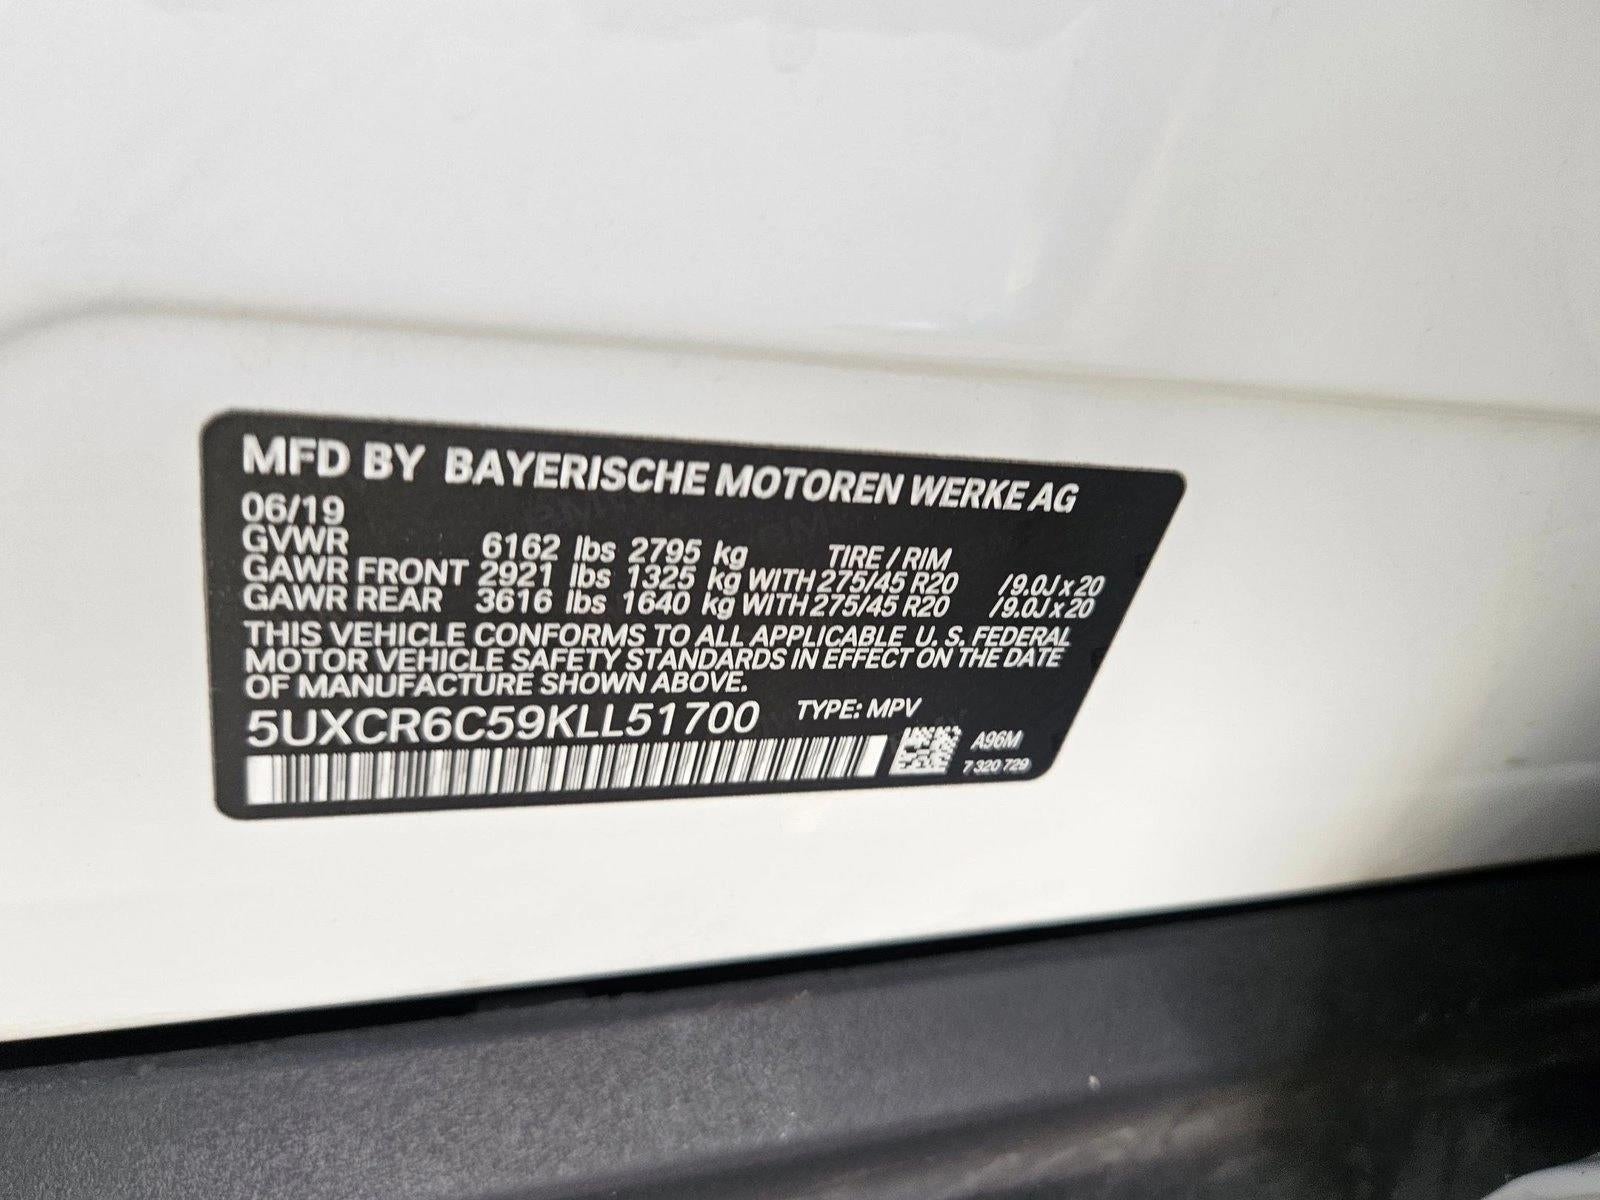 MFD BY BAYERISCHE MOTOREN WERKE AG
06/19
GVWR 6162 lbs 2795 kg TIRE / RIM
GAWR FRONT 2921 lbs 1325 kg WITH 275/45 R20 /9.0J x 20
GAWR REAR 3616 lbs 1640 kg WITH 275/45 R20 /9.0J x 20
THIS VEHICLE CONFORMS TO ALL APPLICABLE U. S. FEDERAL
MOTOR VEHICLE SAFETY STANDARDS IN EFFECT ON THE DATE
OF MANUFACTURE SHOWN ABOVE.
5UXCR6C59KLL51700 TYPE: MPV
A96M
7 320 729